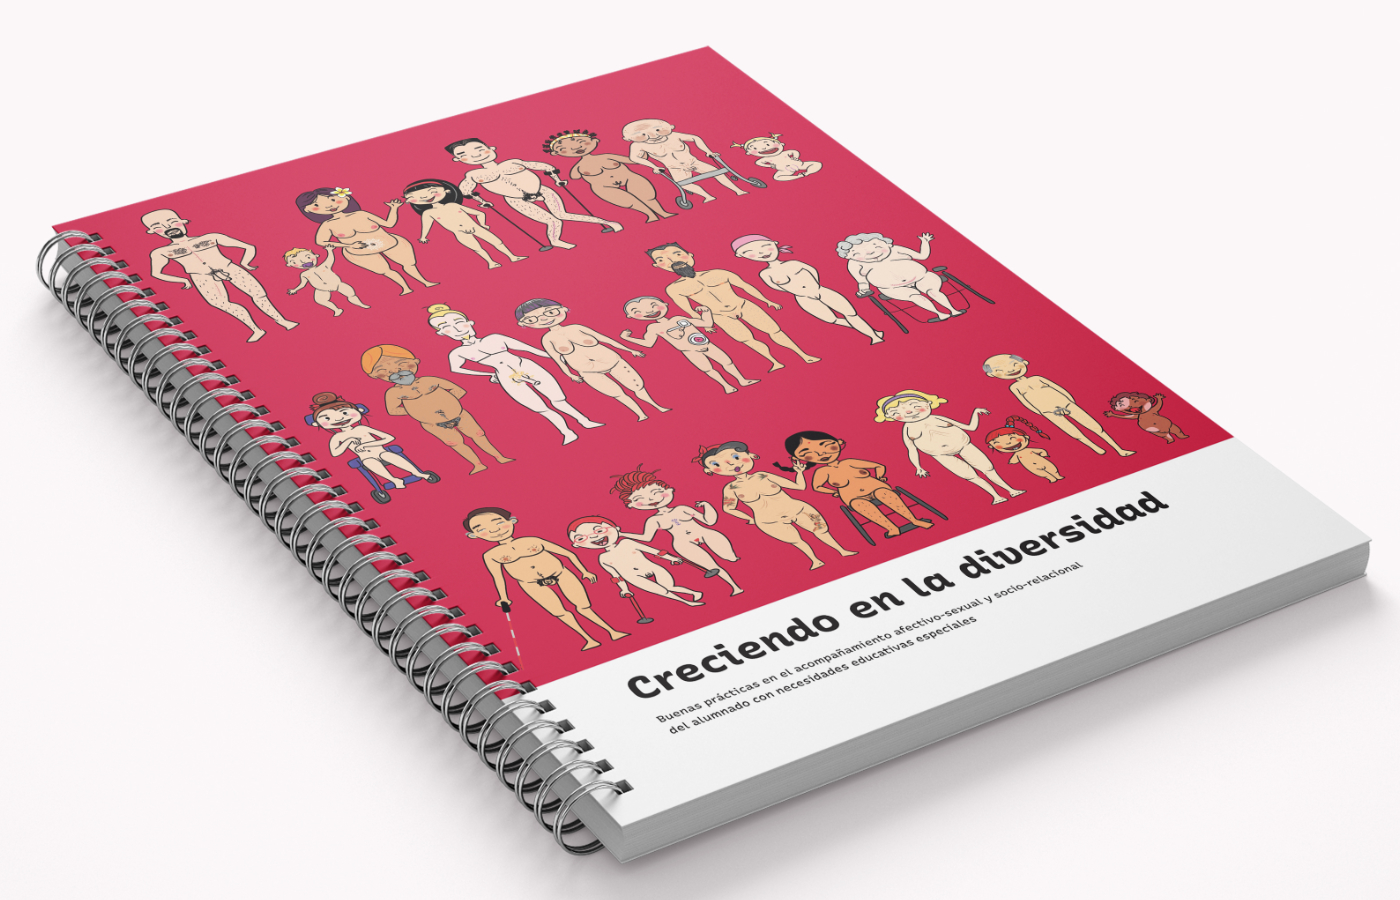 Creciendo en la diversidad
Buenas prácticas en el acompañamiento afectivo-sexual y socio-relacional
del alumnado con necesidades educativas especiales